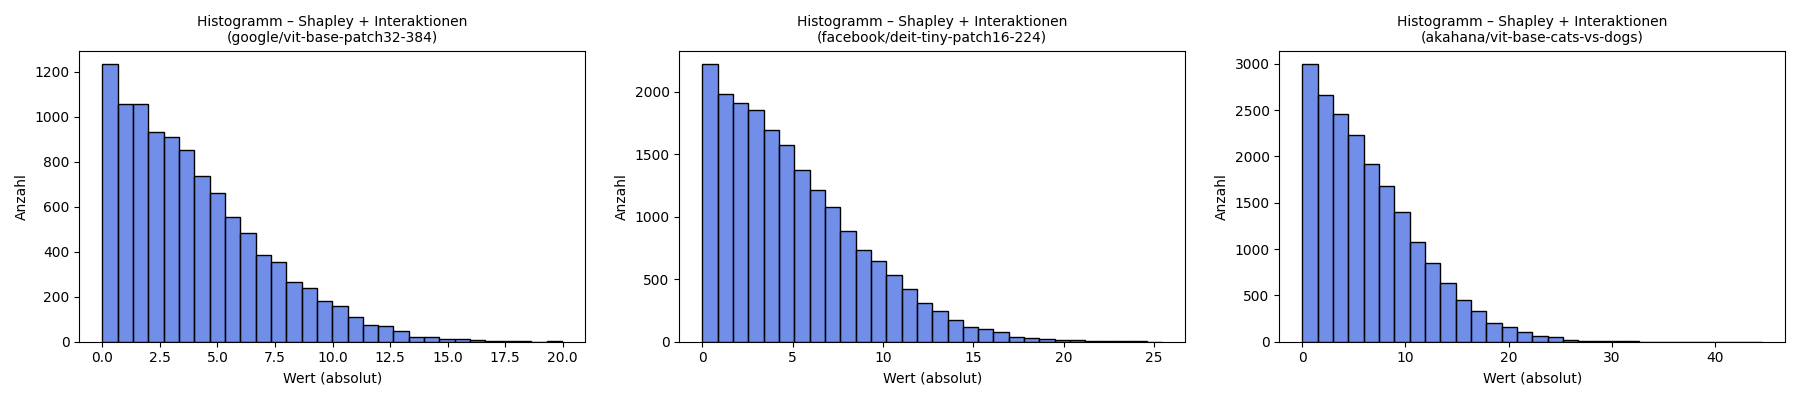 Histogramm – Shapley + Interaktionen
(google/vit-base-patch32-384)
1200
1000
800
600
400
200
0
Anzahl
0.0 2.5 5.0 7.5 10.0 12.5 15.0 17.5 20.0
Wert (absolut)
Histogramm – Shapley + Interaktionen
(facebook/deit-tiny-patch16-224)
2000
1500
1000
500
0
Anzahl
0 5 10 15 20 25
Wert (absolut)
Histogramm – Shapley + Interaktionen
(akahana/vit-base-cats-vs-dogs)
3000
2500
2000
1500
1000
500
0
Anzahl
0 10 20 30 40
Wert (absolut)